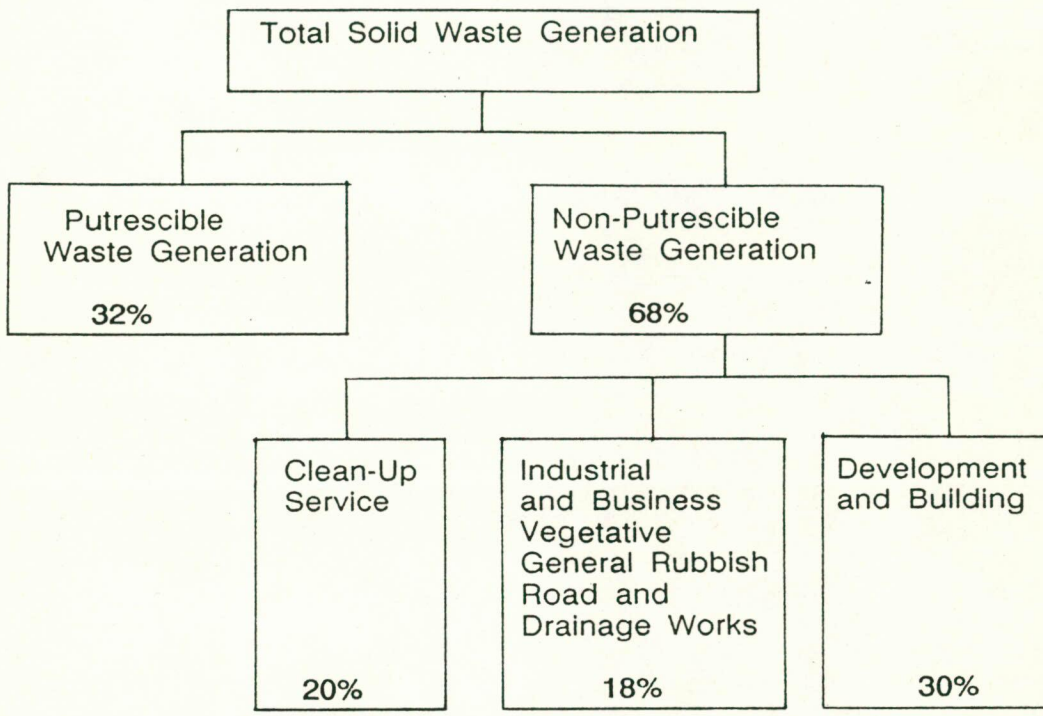 Total Solid Waste Generation
Putrescible
Waste Generation
32%
Non-Putrescible
Waste Generation
68%
Clean-Up
Service
20%
Industrial
and Business
Vegetative
General Rubbish
Road and
Drainage Works
18%
Development
and Building
30%